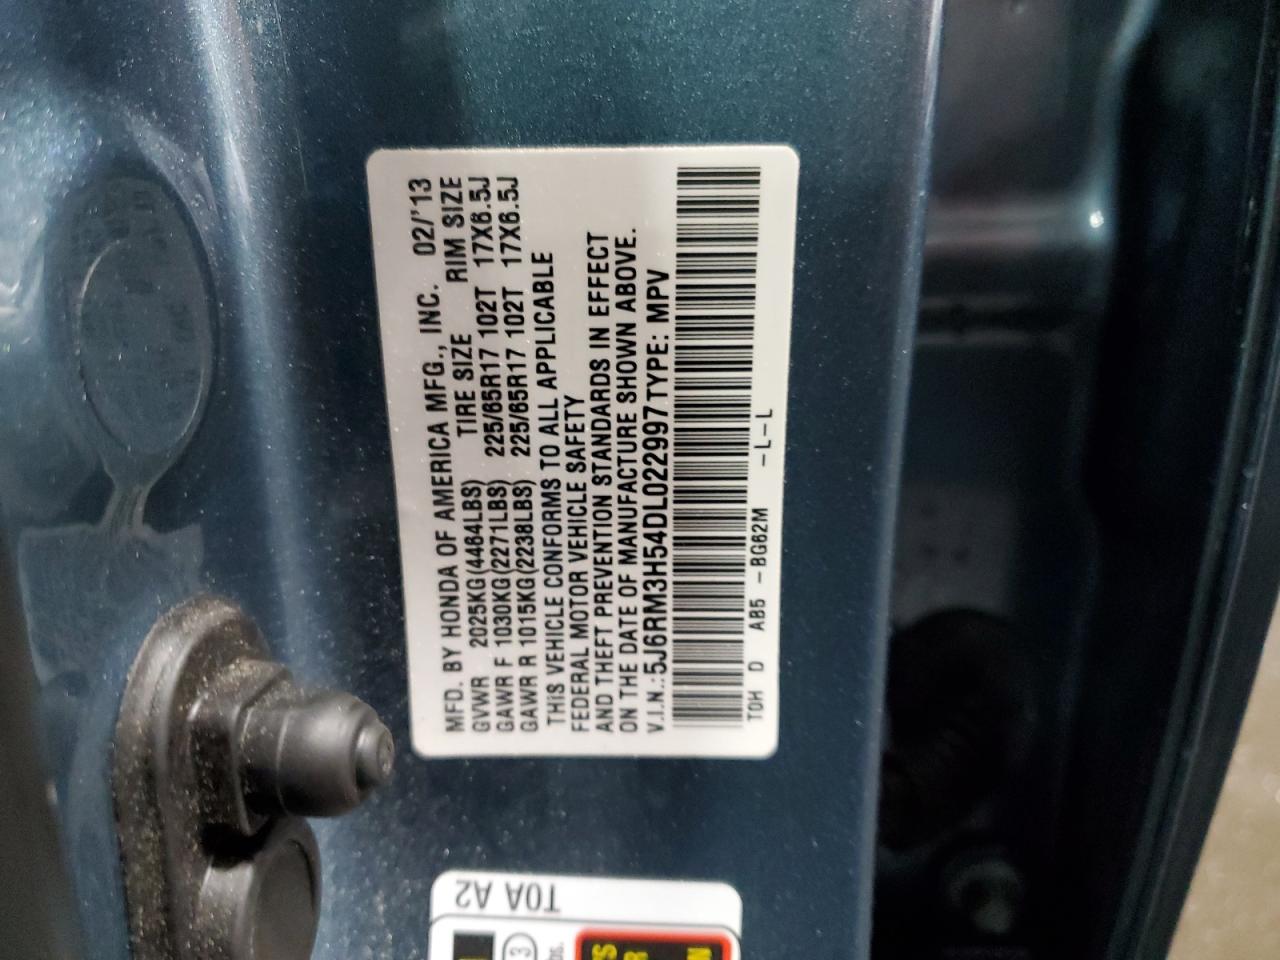 MFD. BY HONDA OF AMERICA MFG., INC. 02/'13
GVWR 2025KG(4464LBS) TIRE SIZE RIM SIZE
GAWR F 1030KG(2271LBS) 225/65R17 102T 17X6.5J
GAWR R 1015KG(2238LBS) 225/65R17 102T 17X6.5J
THIS VEHICLE CONFORMS TO ALL APPLICABLE
FEDERAL MOTOR VEHICLE SAFETY
AND THEFT PREVENTION STANDARDS IN EFFECT
ON THE DATE OF MANUFACTURE SHOWN ABOVE.
V.I.N.:5J6RM3H54DL022997 TYPE: MPV
T0H D AB5 -BG62M -L-L
T0A A2